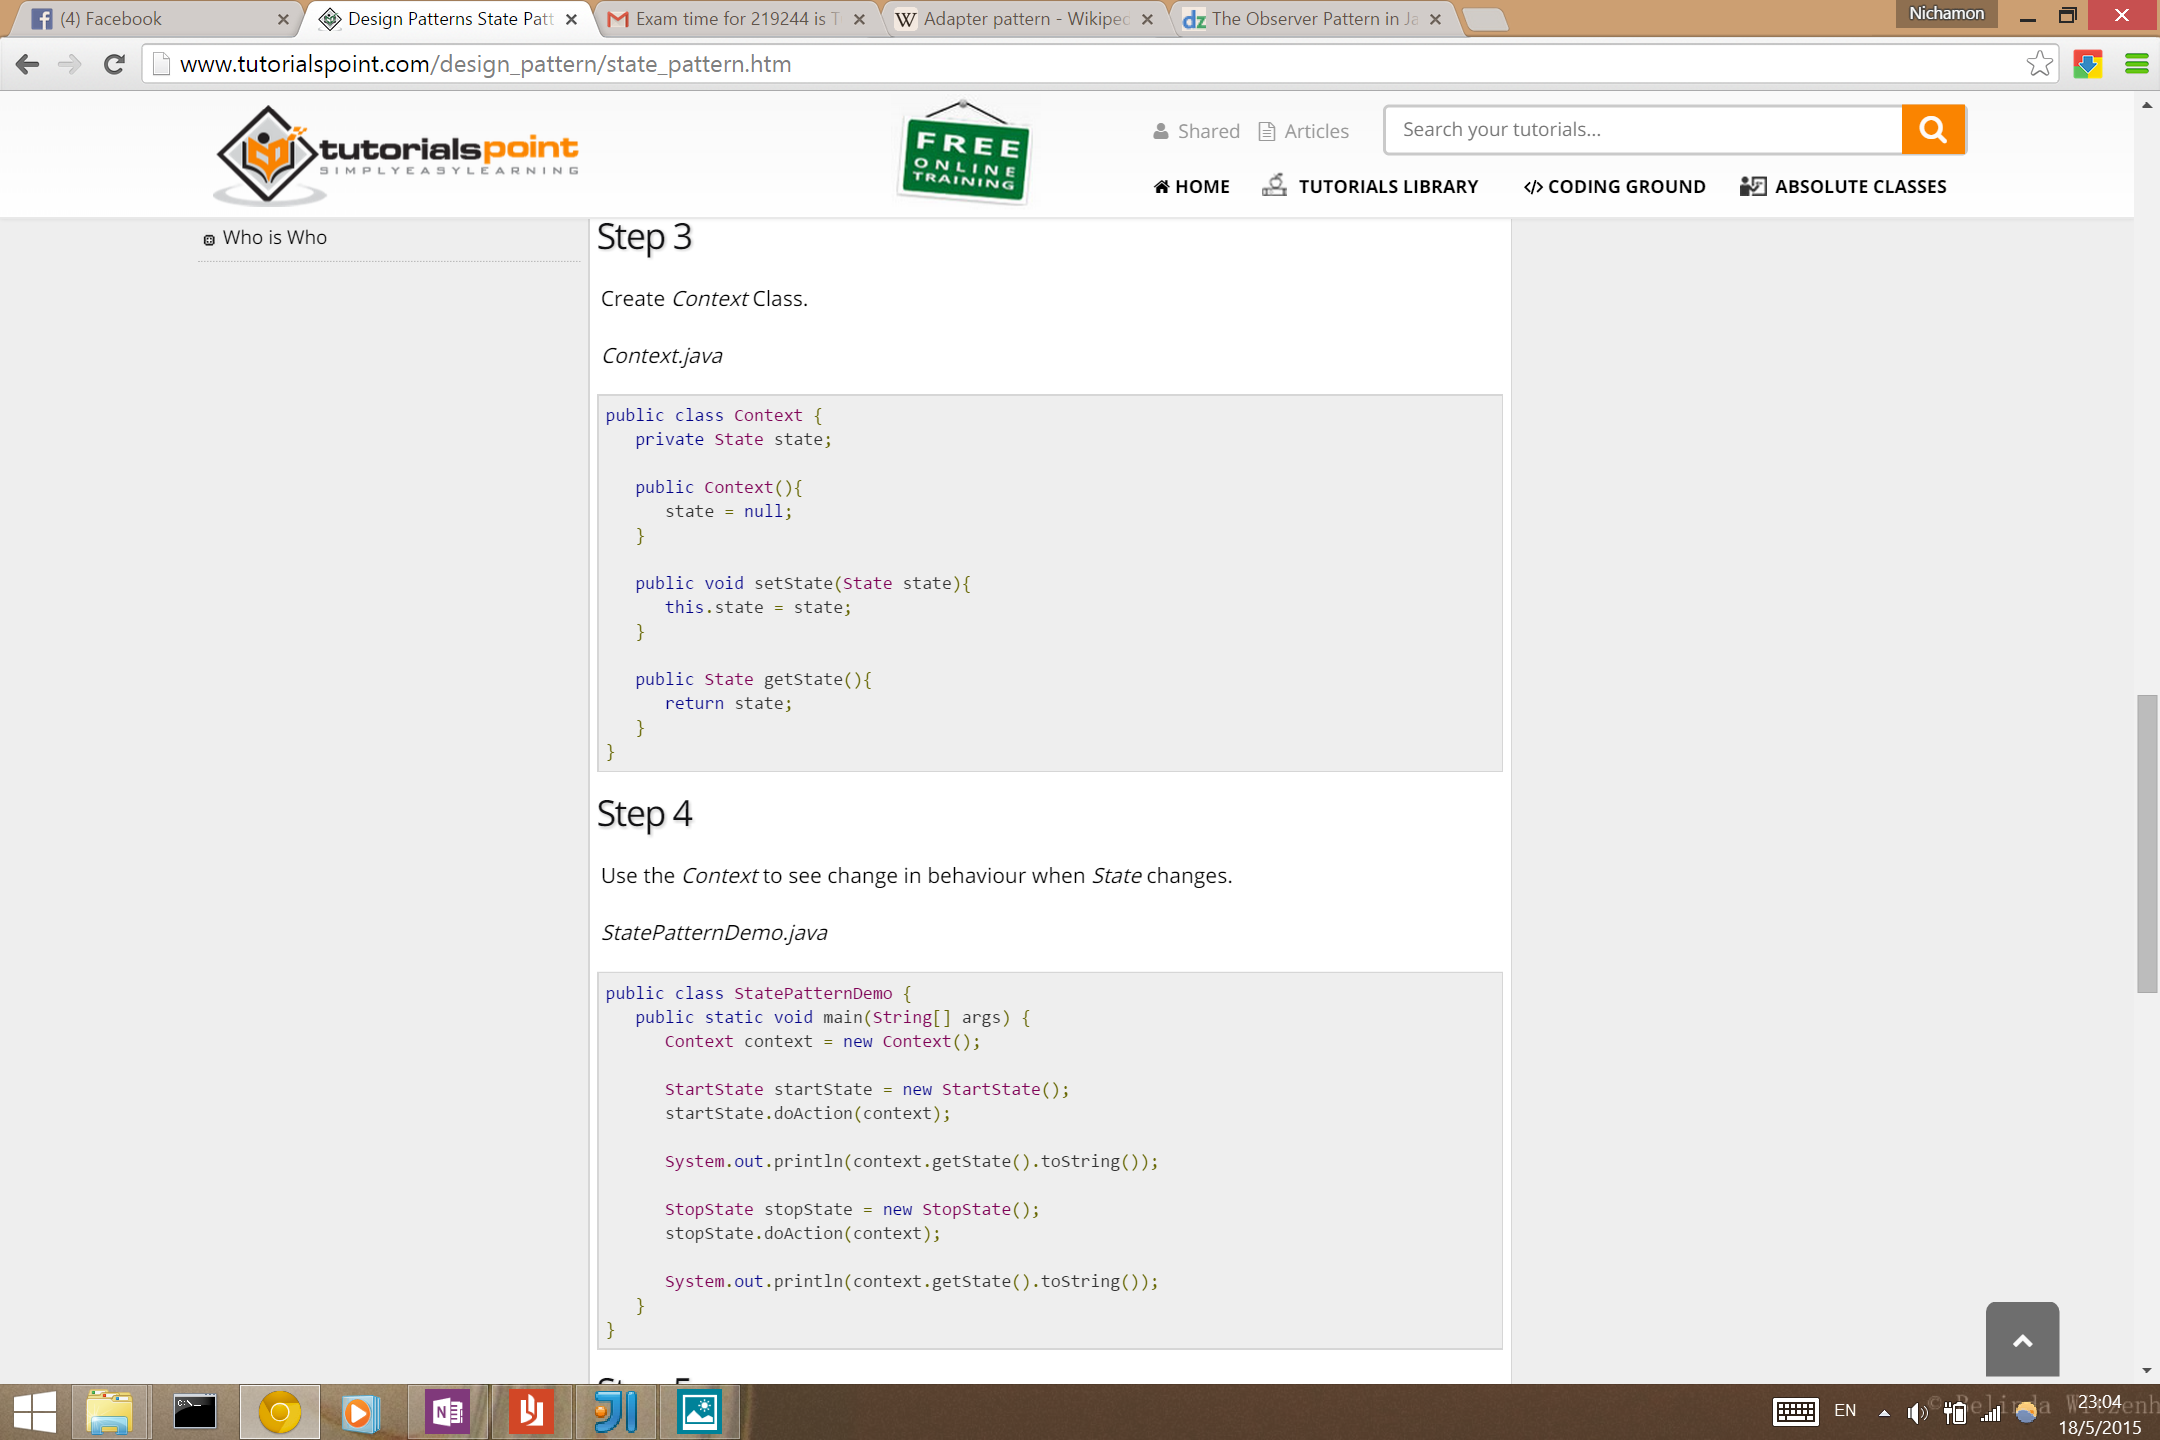 Nichamon
(4) Facebook
Design Patterns State Patt
Exam time for 219244 is T
Adapter pattern - Wikiped
dz The Observer Pattern in Ja
www.tutorialspoint.com/design_pattern/state_pattern.htm
tutorialspoint
SIMPLYEASYLEARNING
FREE
ONLINE
TRAINING
Shared
Articles
Search your tutorials...
HOME
TUTORIALS LIBRARY
CODING GROUND
ABSOLUTE CLASSES
Who is Who
Step 3
Create Context Class.
Context.java
public class Context {
   private State state;
   public Context(){
      state = null;
   }
   public void setState(State state){
      this.state = state;
   }
   public State getState(){
      return state;
   }
}
Step 4
Use the Context to see change in behaviour when State changes.
StatePatternDemo.java
public class StatePatternDemo {
   public static void main(String[] args) {
      Context context = new Context();
      StartState startState = new StartState();
      startState.doAction(context);
      System.out.println(context.getState().toString());
      StopState stopState = new StopState();
      stopState.doAction(context);
      System.out.println(context.getState().toString());
   }
}
EN
23:04
18/5/2015